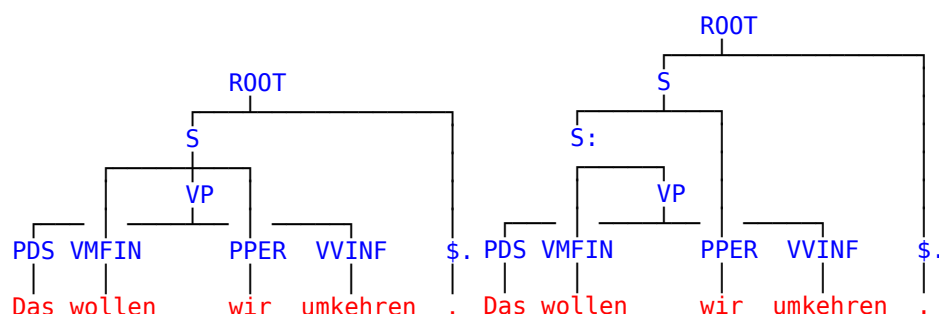 ROOT
ROOT
S
S
S:
VP
VP
PDS VMFIN PPER VVINF $. PDS VMFIN PPER VVINF $.
Das wollen wir umkehren . Das wollen wir umkehren .